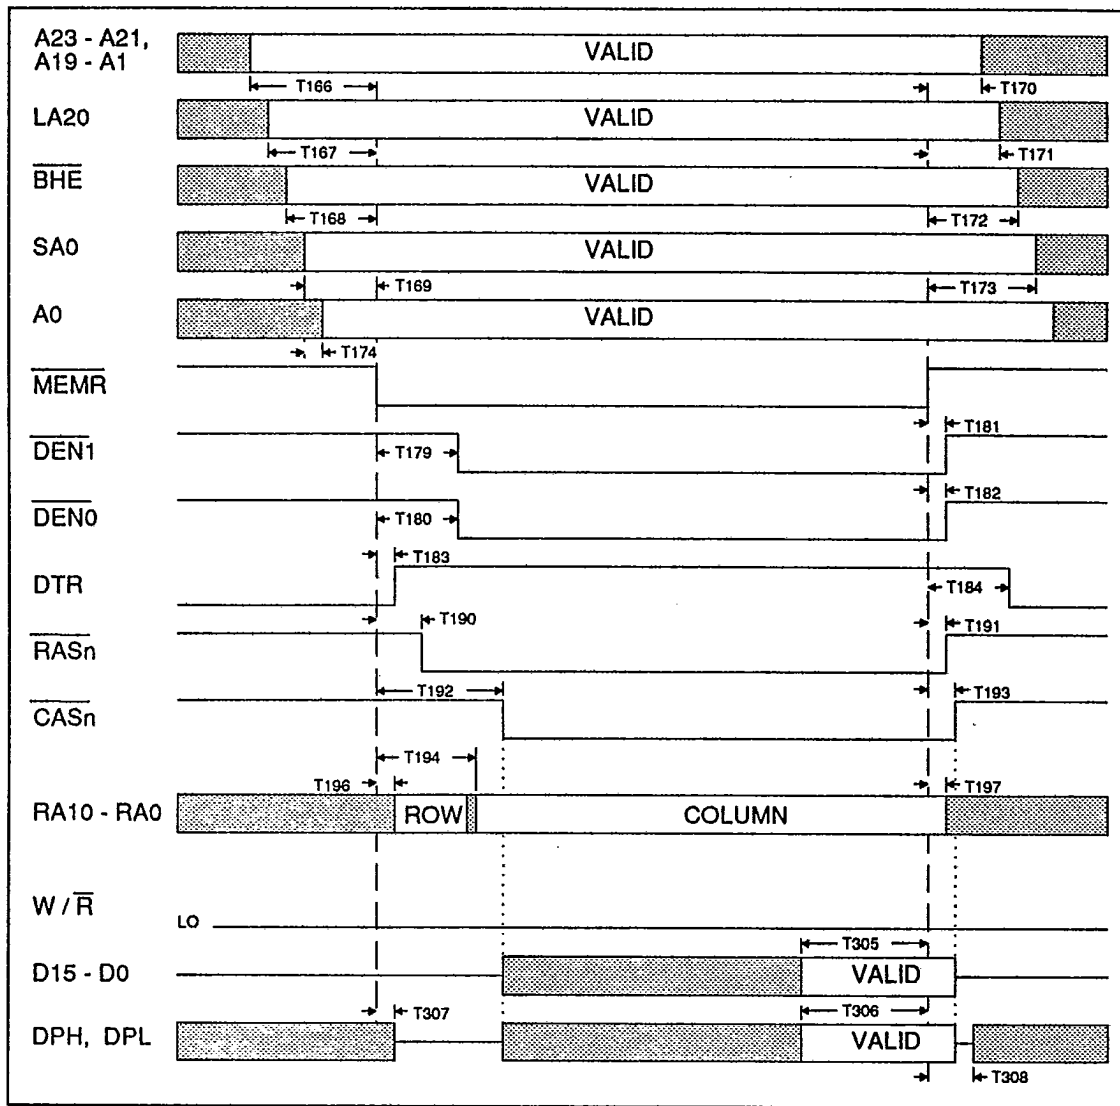 A23 - A21,
A19 - A1
VALID
T166
T170
LA20
VALID
T167
T171
BHE
VALID
T168
T172
SA0
VALID
T169
T173
A0
VALID
T174
MEMR
T181
DEN1
T179
T182
DEN0
T180
T183
DTR
T184
T190
T191
RASn
T192
T193
CASn
T194
T196
T197
RA10 - RA0
ROW
COLUMN
W / R
LO
T305
D15 - D0
VALID
T307
T306
DPH, DPL
VALID
T308